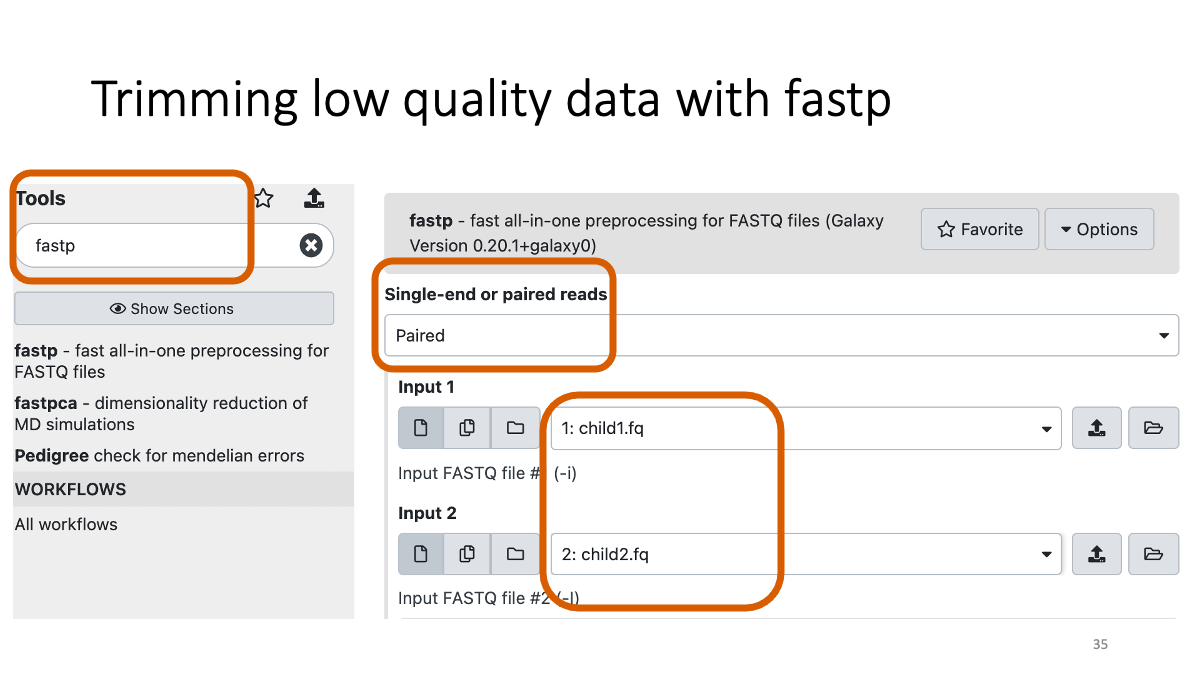 Trimming low quality data with fastp
Tools
fastp
Show Sections
fastp - fast all-in-one preprocessing for
FASTQ files
fastpca - dimensionality reduction of
MD simulations
Pedigree check for mendelian errors
WORKFLOWS
All workflows
fastp - fast all-in-one preprocessing for FASTQ files (Galaxy
Version 0.20.1+galaxy0)
Favorite
Options
Single-end or paired reads
Paired
Input 1
1: child1.fq
Input FASTQ file # (-i)
Input 2
2: child2.fq
Input FASTQ file #2 (-I)
35